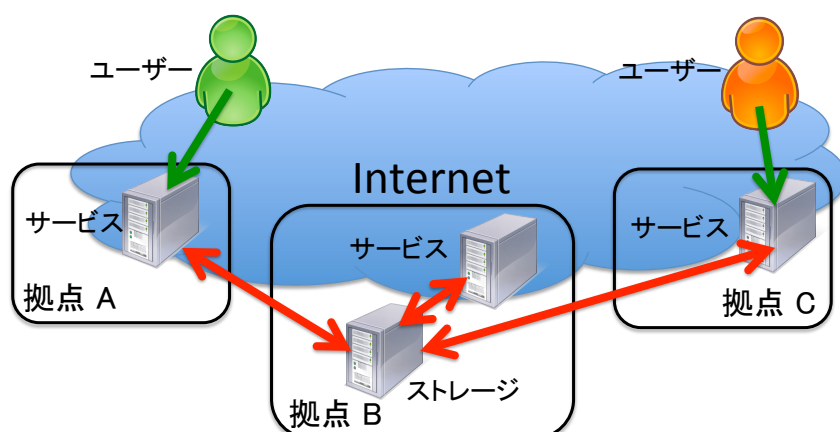 ユーザー
ユーザー
Internet
サービス
サービス
サービス
拠点 A
拠点 C
ストレージ
拠点 B